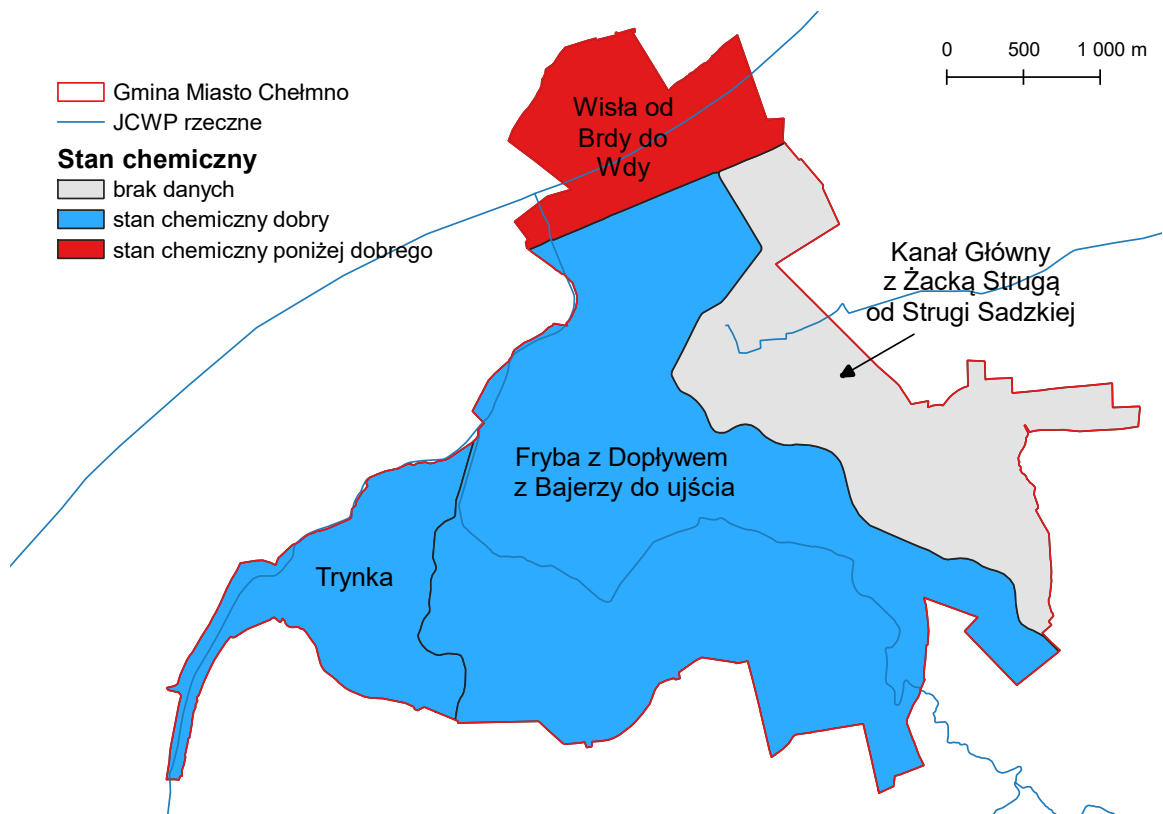 0 500 1 000 m
Gmina Miasto Chełmno
JCWP rzeczne
Stan chemiczny
brak danych
stan chemiczny dobry
stan chemiczny poniżej dobrego
Wisła od
Brdy do
Wdy
Kanał Główny
z Żacką Strugą
od Strugi Sadzkiej
Fryba z Dopływem
z Bajerzy do ujścia
Trynka